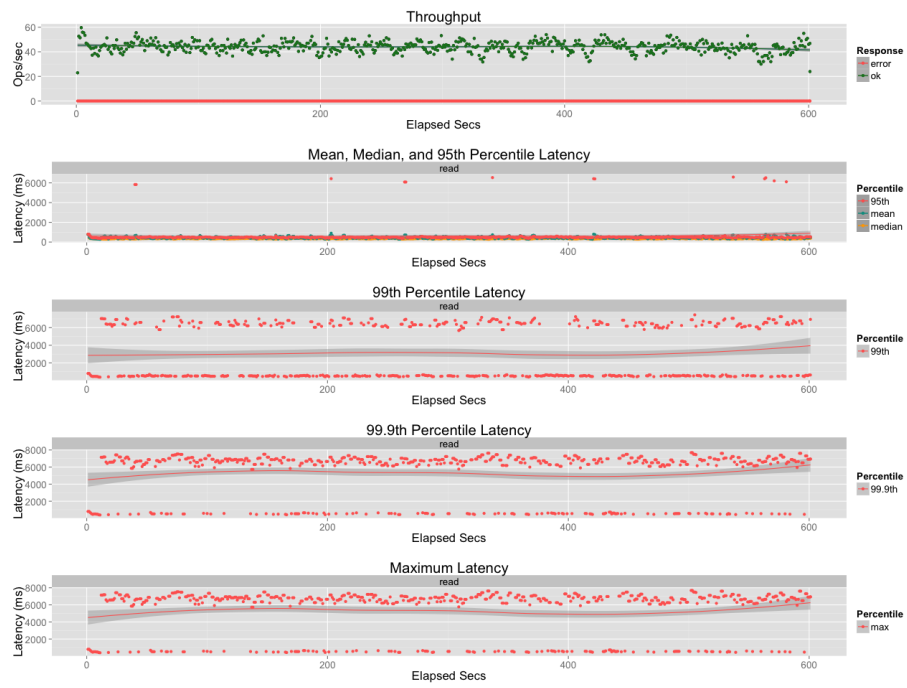 Throughput
60
40
20
0
Ops/sec
0 200 400 600
Elapsed Secs
Response
error
ok
Mean, Median, and 95th Percentile Latency
read
6000
4000
2000
0
Latency (ms)
0 200 400 600
Elapsed Secs
Percentile
95th
mean
median
99th Percentile Latency
read
6000
4000
2000
Latency (ms)
0 200 400 600
Elapsed Secs
Percentile
99th
99.9th Percentile Latency
read
8000
6000
4000
2000
Latency (ms)
0 200 400 600
Elapsed Secs
Percentile
99.9th
Maximum Latency
read
8000
6000
4000
2000
Latency (ms)
0 200 400 600
Elapsed Secs
Percentile
max